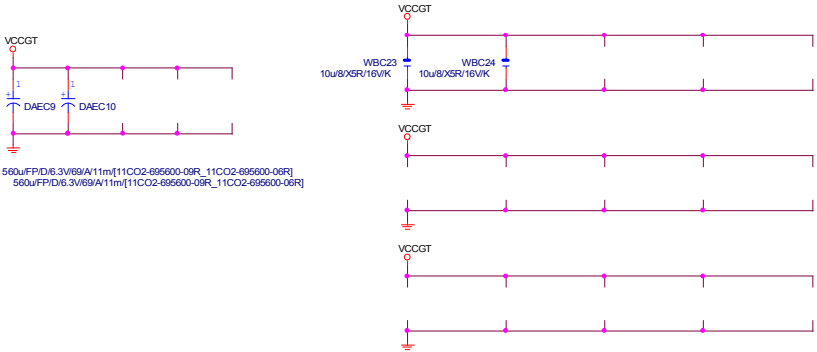 VCCGT
1
1
+
+
DAEC9
DAEC10
560u/FP/D/6.3V/69/A/11m/[11CO2-695600-09R_11CO2-695600-06R]
560u/FP/D/6.3V/69/A/11m/[11CO2-695600-09R_11CO2-695600-06R]
VCCGT
WBC23
10u/8/X5R/16V/K
WBC24
10u/8/X5R/16V/K
VCCGT
VCCGT